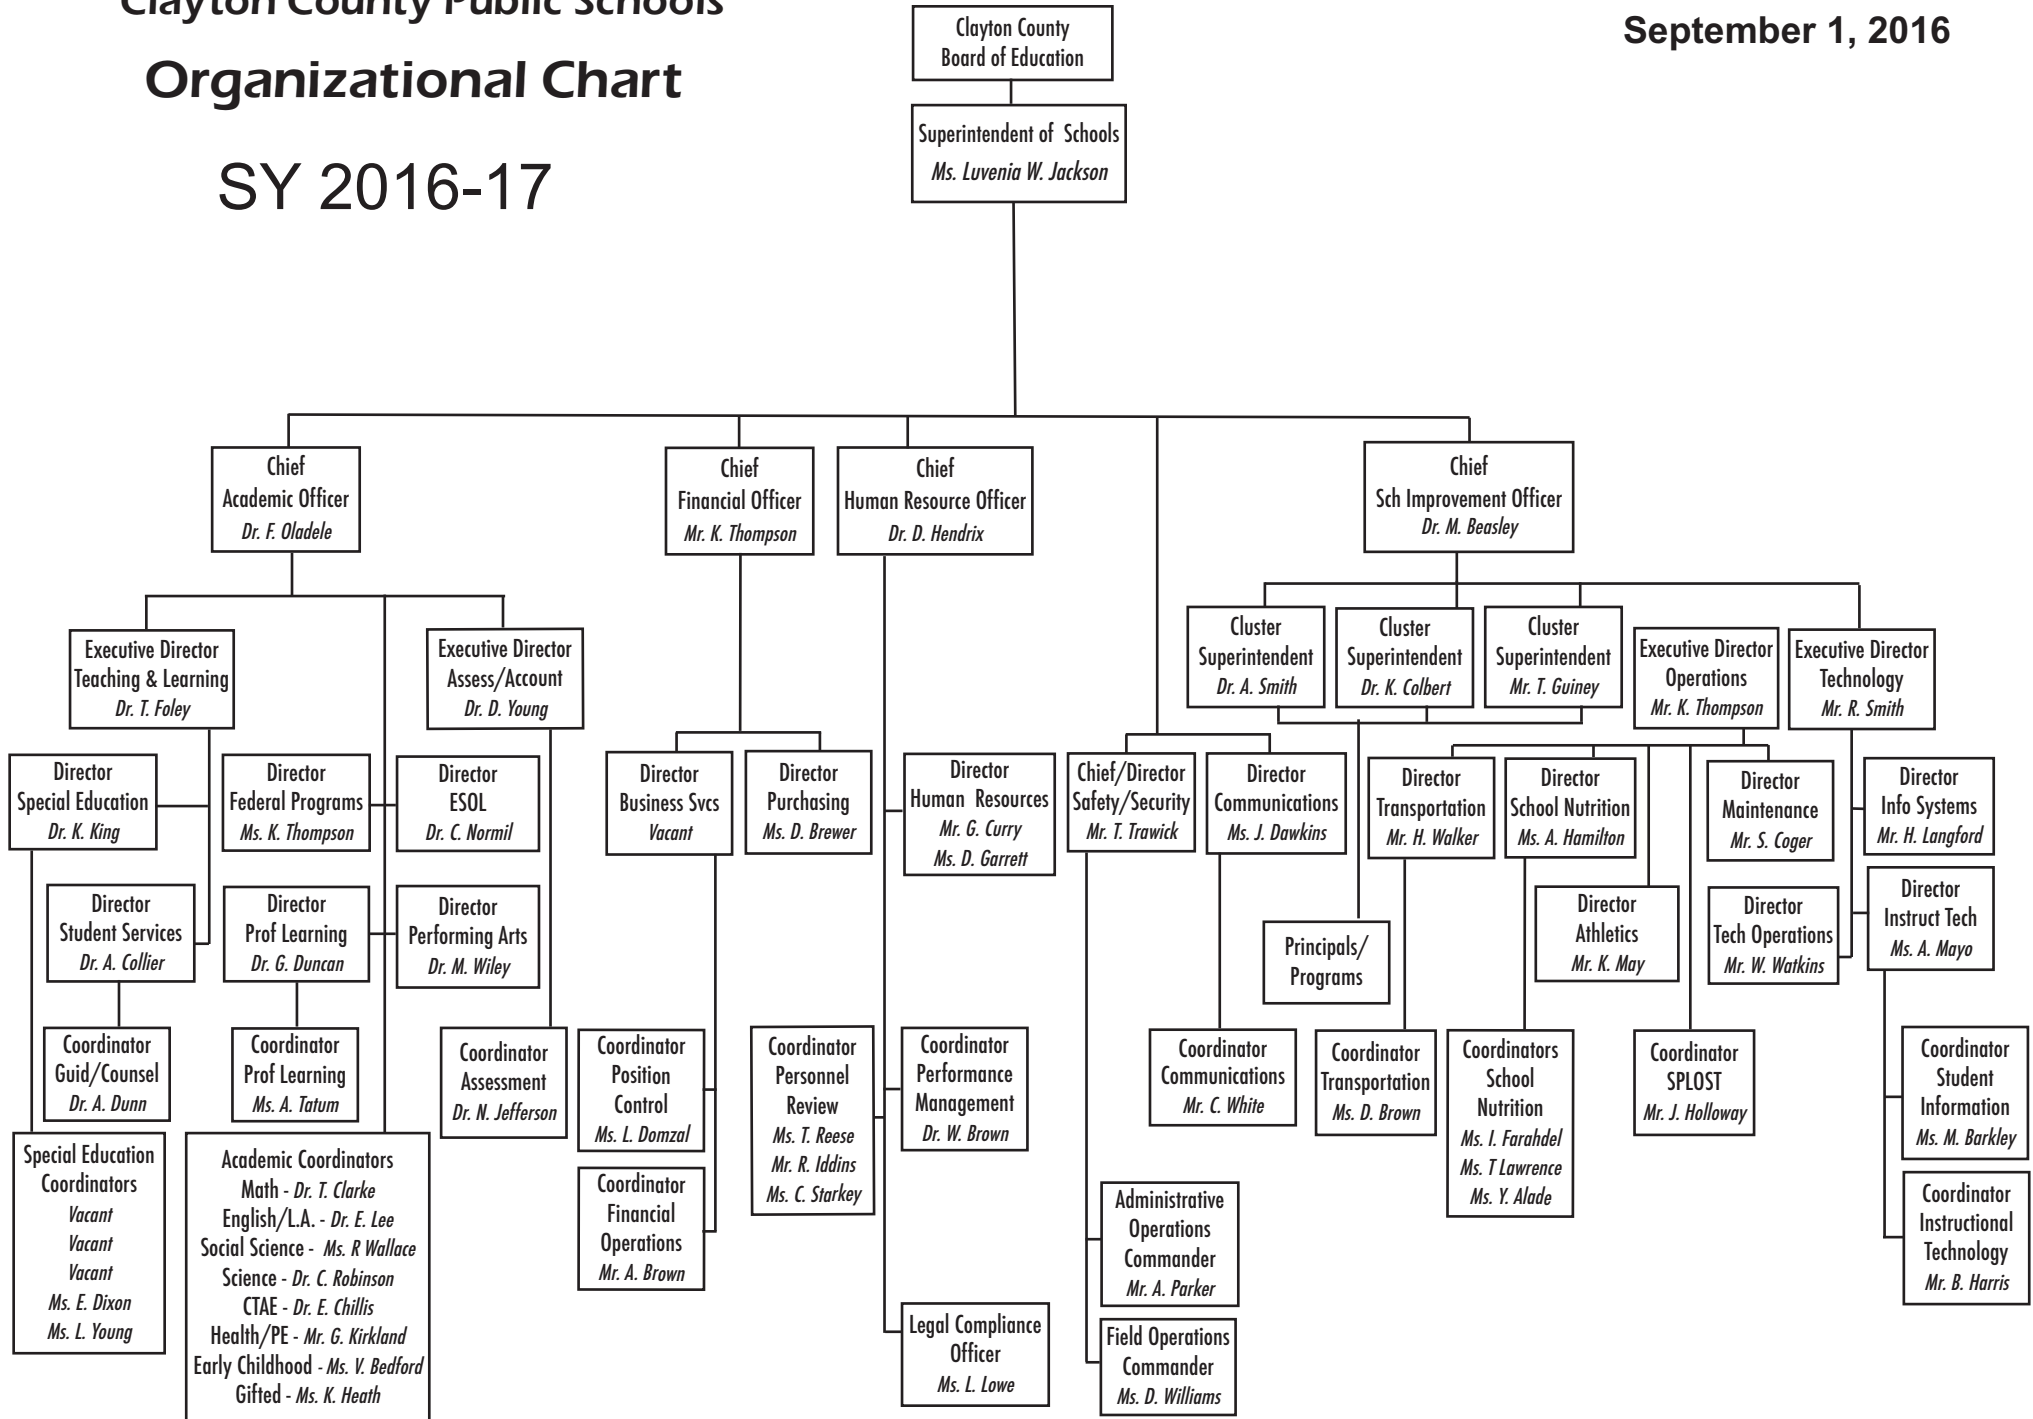 Clayton County Public Schools
Organizational Chart
SY 2016-17
September 1, 2016
Clayton County
Board of Education
Superintendent of Schools
Ms. Luvenia W. Jackson
Chief
Academic Officer
Dr. F. Oladele
Chief
Financial Officer
Mr. K. Thompson
Chief
Human Resource Officer
Dr. D. Hendrix
Chief
Sch Improvement Officer
Dr. M. Beasley
Executive Director
Teaching & Learning
Dr. T. Foley
Executive Director
Assess/Account
Dr. D. Young
Cluster
Superintendent
Dr. A. Smith
Cluster
Superintendent
Dr. K. Colbert
Cluster
Superintendent
Mr. T. Guiney
Executive Director
Operations
Mr. K. Thompson
Executive Director
Technology
Mr. R. Smith
Director
Special Education
Dr. K. King
Director
Federal Programs
Ms. K. Thompson
Director
ESOL
Dr. C. Normil
Director
Business Svcs
Vacant
Director
Purchasing
Ms. D. Brewer
Director
Human Resources
Mr. G. Curry
Ms. D. Garrett
Chief/Director
Safety/Security
Mr. T. Trawick
Director
Communications
Ms. J. Dawkins
Director
Transportation
Mr. H. Walker
Director
School Nutrition
Ms. A. Hamilton
Director
Maintenance
Mr. S. Coger
Director
Info Systems
Mr. H. Langford
Director
Student Services
Dr. A. Collier
Director
Prof Learning
Dr. G. Duncan
Director
Performing Arts
Dr. M. Wiley
Principals/
Programs
Director
Athletics
Mr. K. May
Director
Tech Operations
Mr. W. Watkins
Director
Instruct Tech
Ms. A. Mayo
Coordinator
Guid/Counsel
Dr. A. Dunn
Coordinator
Prof Learning
Ms. A. Tatum
Coordinator
Assessment
Dr. N. Jefferson
Coordinator
Position
Control
Ms. L. Domzal
Coordinator
Personnel
Review
Ms. T. Reese
Mr. R. Iddins
Ms. C. Starkey
Coordinator
Performance
Management
Dr. W. Brown
Coordinator
Communications
Mr. C. White
Coordinator
Transportation
Ms. D. Brown
Coordinators
School
Nutrition
Ms. I. Farahdel
Ms. T Lawrence
Ms. Y. Alade
Coordinator
SPLOST
Mr. J. Holloway
Coordinator
Student
Information
Ms. M. Barkley
Special Education
Coordinators
Vacant
Vacant
Vacant
Ms. E. Dixon
Ms. L. Young
Academic Coordinators
Math - Dr. T. Clarke
English/L.A. - Dr. E. Lee
Social Science - Ms. R Wallace
Science - Dr. C. Robinson
CTAE - Dr. E. Chillis
Health/PE - Mr. G. Kirkland
Early Childhood - Ms. V. Bedford
Gifted - Ms. K. Heath
Coordinator
Financial
Operations
Mr. A. Brown
Administrative
Operations
Commander
Mr. A. Parker
Coordinator
Instructional
Technology
Mr. B. Harris
Legal Compliance
Officer
Ms. L. Lowe
Field Operations
Commander
Ms. D. Williams